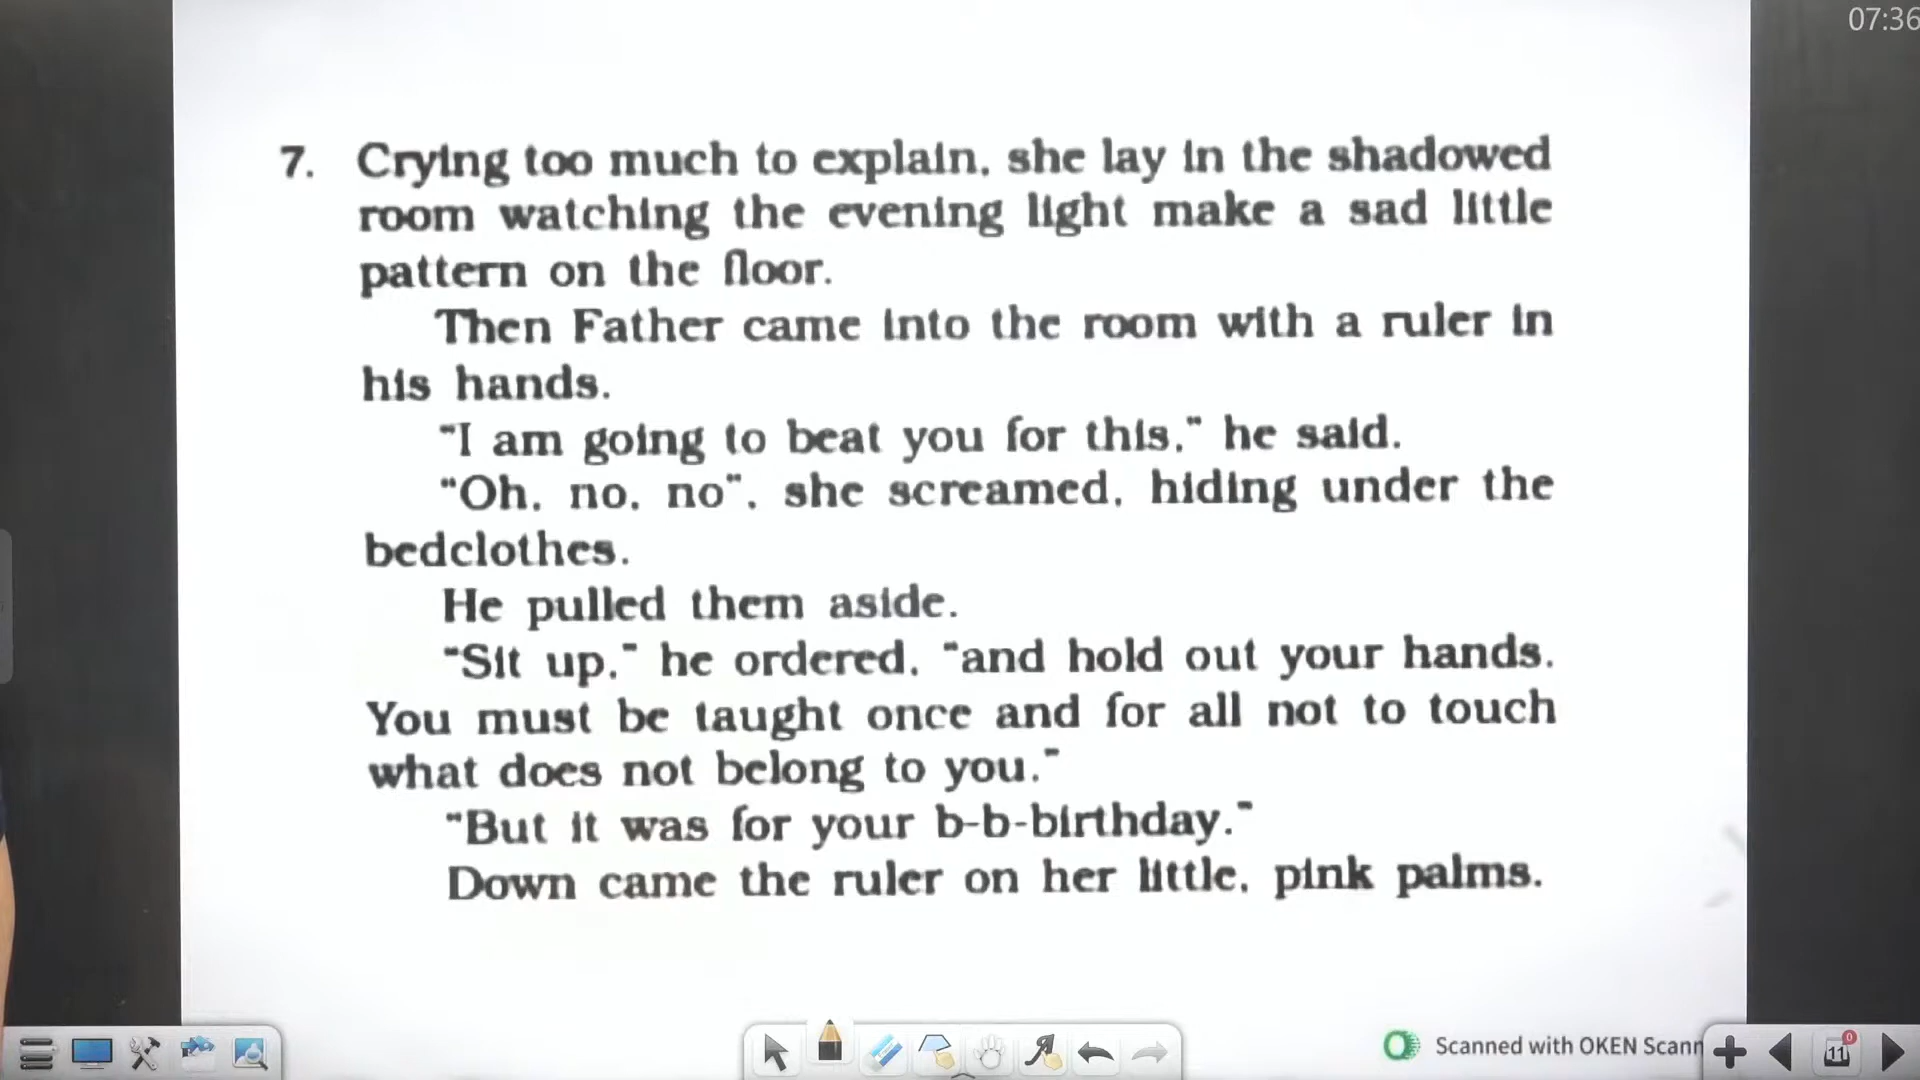 07:36
7. Crying too much to explain, she lay in the shadowed
room watching the evening light make a sad little
pattern on the floor.
Then Father came into the room with a ruler in
his hands.
"I am going to beat you for this," he said.
"Oh, no, no", she screamed, hiding under the
bedclothes.
He pulled them aside.
"Sit up," he ordered, "and hold out your hands.
You must be taught once and for all not to touch
what does not belong to you."
"But it was for your b-b-birthday."
Down came the ruler on her little, pink palms.
Scanned with OKEN Scann
11
0